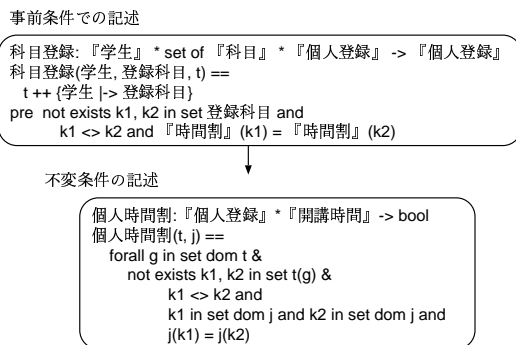 事前条件での記述
科目登録: 『学生』 * set of 『科目』 * 『個人登録』 -> 『個人登録』
科目登録(学生, 登録科目, t) ==
t ++ {学生 |-> 登録科目}
pre not exists k1, k2 in set 登録科目 and
k1 <> k2 and 『時間割』(k1) = 『時間割』(k2)
不変条件の記述
個人時間割:『個人登録』*『開講時間』-> bool
個人時間割(t, j) ==
forall g in set dom t &
not exists k1, k2 in set t(g) &
k1 <> k2 and
k1 in set dom j and k2 in set dom j and
j(k1) = j(k2)